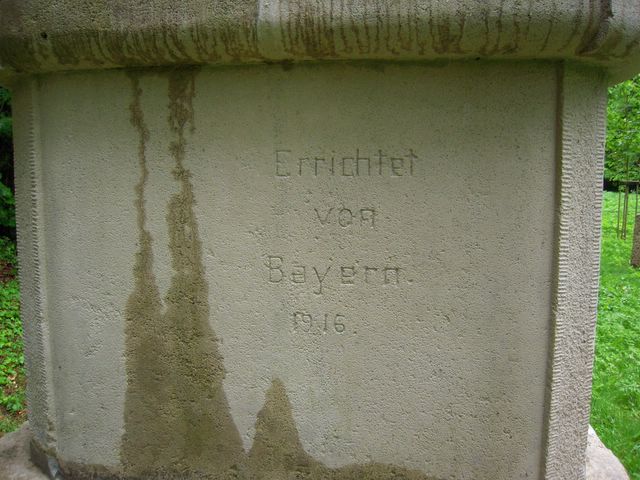 Errichtet
von
Bayern.
1916.